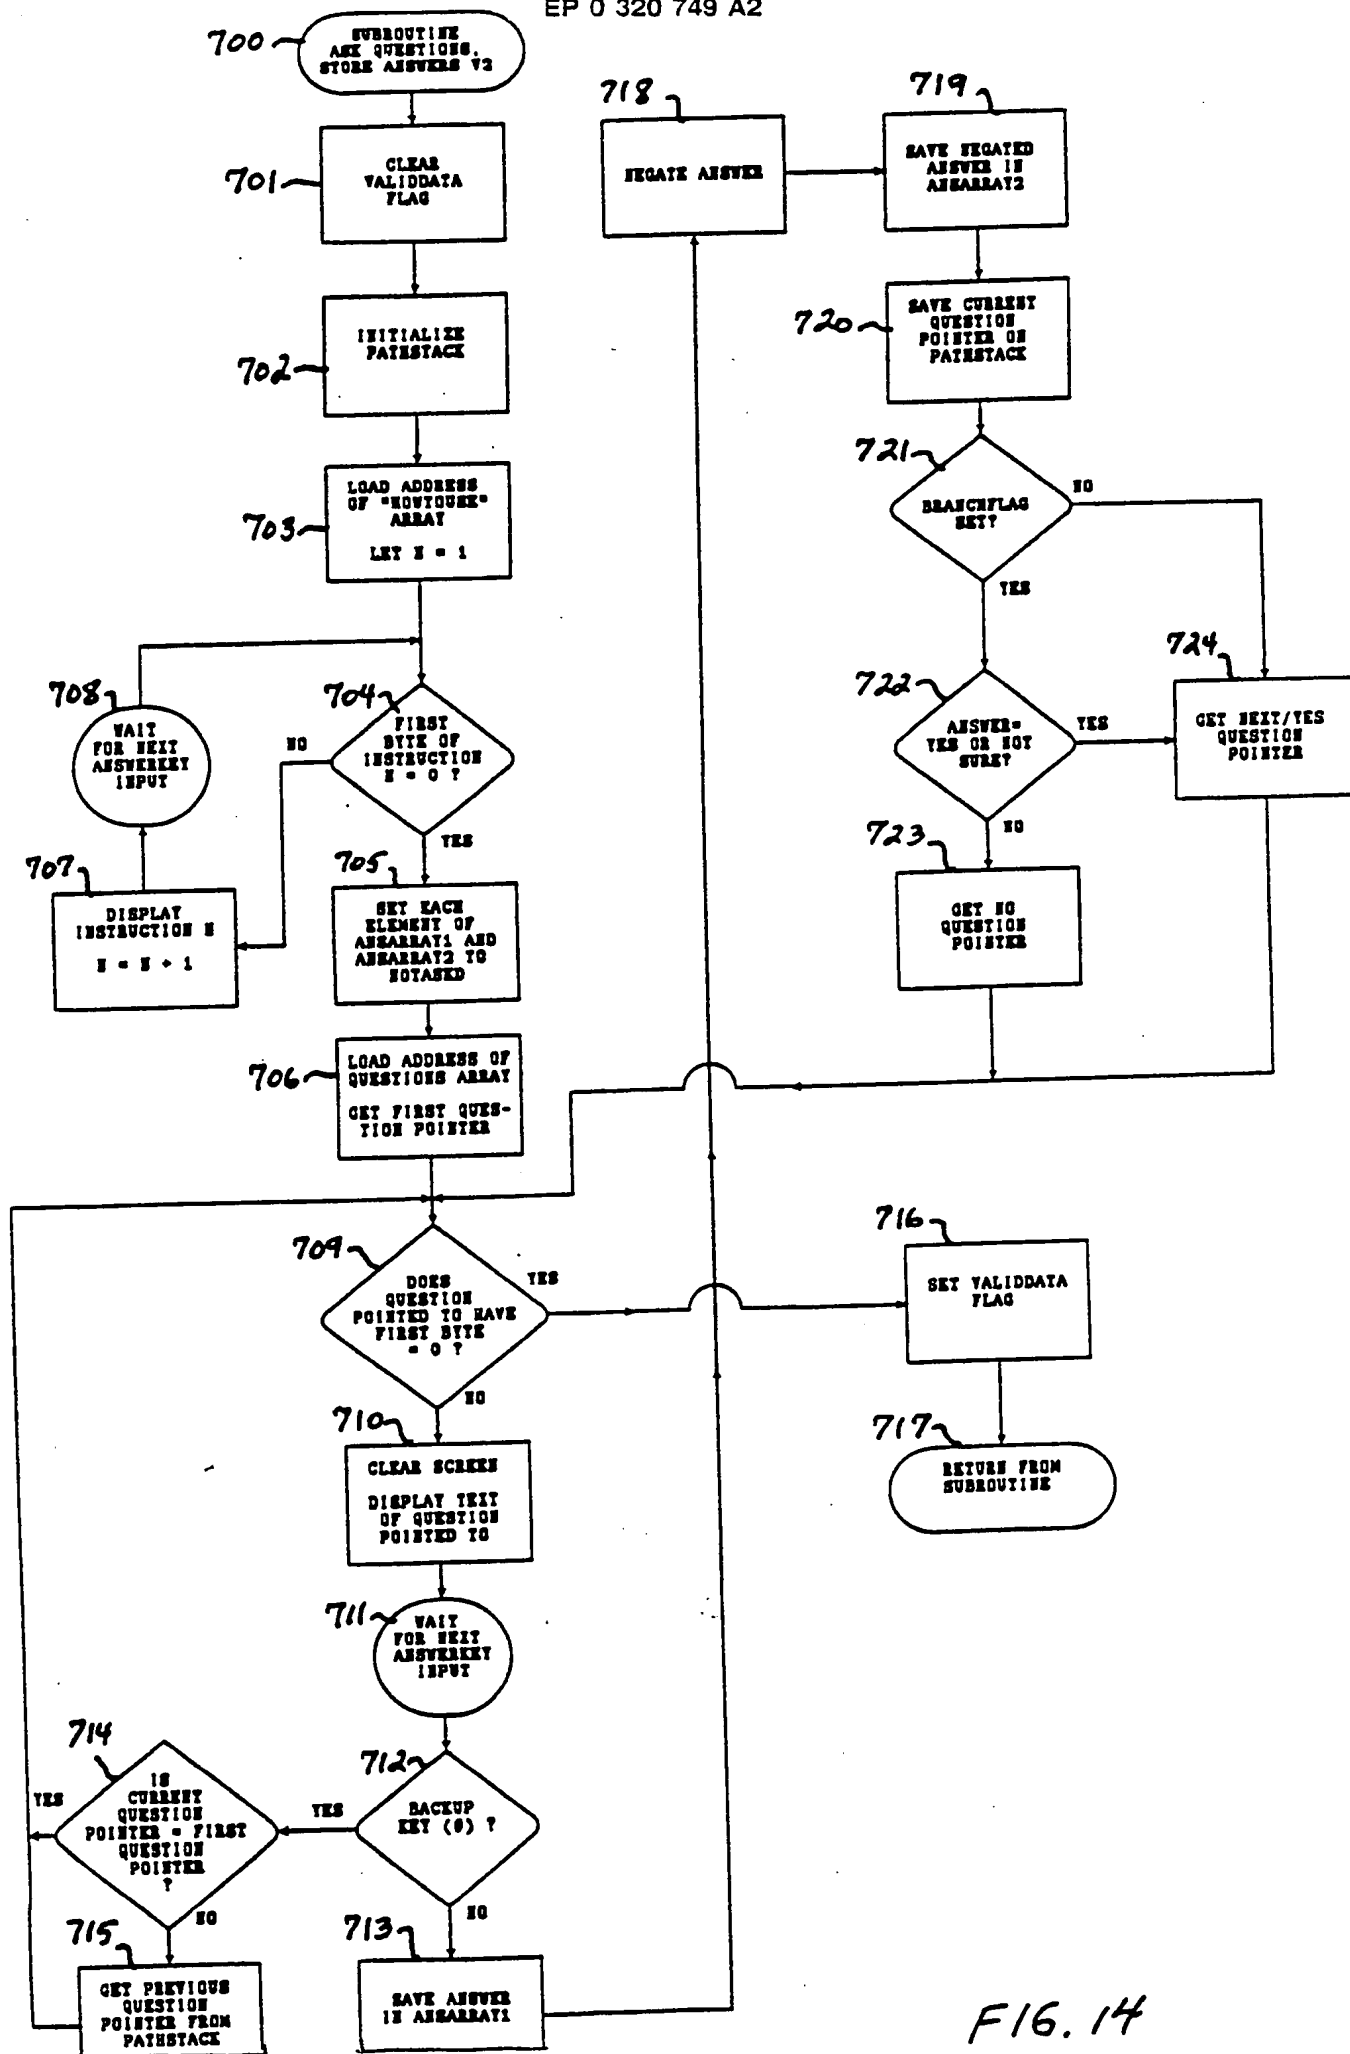 EP 0 320 749 A2
700
SUBROUTINE
ASK QUESTIONS,
STORE ANSWERS V2
701
CLEAR
VALIDDATA
FLAG
702
INITIALIZE
PATHSTACK
703
LOAD ADDRESS
OF "HOWTOUSE"
ARRAY
LET N = 1
708
WAIT
FOR NEXT
ANSWERKEY
INPUT
704
FIRST
BYTE OF
INSTRUCTION
N = 0 ?
NO
YES
707
DISPLAY
INSTRUCTION N
N = N + 1
705
SET EACH
ELEMENT OF
ANSARRAY1 AND
ANSARRAY2 TO
NOTASKED
706
LOAD ADDRESS OF
QUESTIONS ARRAY
GET FIRST QUES-
TION POINTER
709
DOES
QUESTION
POINTED TO HAVE
FIRST BYTE
= 0 ?
YES
NO
710
CLEAR SCREEN
DISPLAY TEXT
OF QUESTION
POINTED TO
711
WAIT
FOR NEXT
ANSWERKEY
INPUT
712
BACKUP
KEY (0) ?
YES
NO
714
IS
CURRENT
QUESTION
POINTER = FIRST
QUESTION
POINTER
?
YES
NO
715
GET PREVIOUS
QUESTION
POINTER FROM
PATHSTACK
713
SAVE ANSWER
IN ANSARRAY1
718
NEGATE ANSWER
719
SAVE NEGATED
ANSWER IN
ANSARRAY2
720
SAVE CURRENT
QUESTION
POINTER ON
PATHSTACK
721
BRANCHFLAG
SET?
NO
YES
722
ANSWER=
YES OR NOT
SURE?
YES
NO
724
GET NEXT/YES
QUESTION
POINTER
723
GET NO
QUESTION
POINTER
716
SET VALIDDATA
FLAG
717
RETURN FROM
SUBROUTINE
FIG. 14